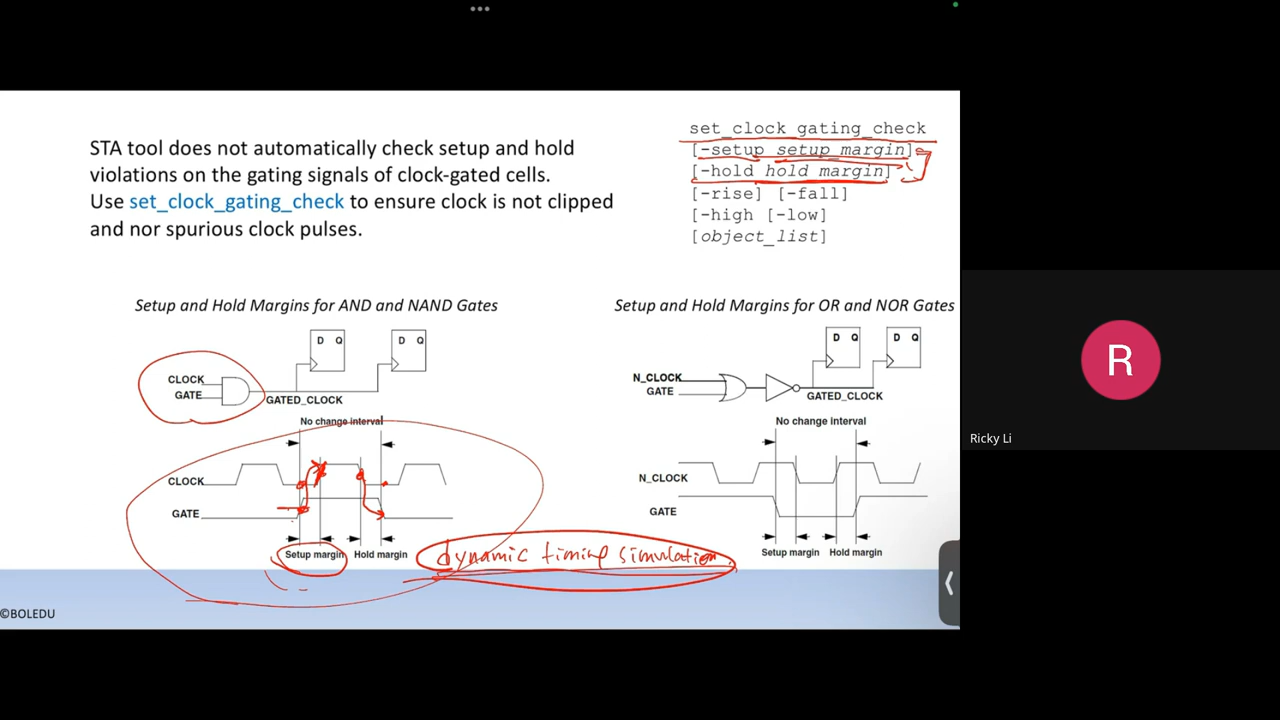 STA tool does not automatically check setup and hold
violations on the gating signals of clock-gated cells.
Use set_clock_gating_check to ensure clock is not clipped
and nor spurious clock pulses.
set_clock gating_check
[-setup setup_margin]
[-hold hold margin]
[-rise] [-fall]
[-high [-low]
[object_list]
Setup and Hold Margins for AND and NAND Gates
D Q
D Q
CLOCK
GATE
GATED_CLOCK
No change interval
CLOCK
GATE
Setup margin
Hold margin
Setup and Hold Margins for OR and NOR Gates
D Q
D Q
N_CLOCK
GATE
GATED_CLOCK
No change interval
N_CLOCK
GATE
Setup margin
Hold margin
dynamic timing simulation
©BOLEDU
R
Ricky Li